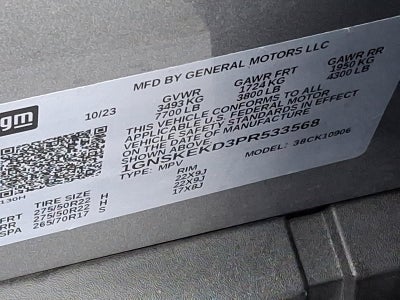 MFD BY GENERAL MOTORS LLC
gm
10/23
GVWR GAWR FRT GAWR RR
3493 KG 1724 KG 1950 KG
7700 LB 3800 LB 4300 LB
THIS VEHICLE CONFORMS TO ALL
APPLICABLE U.S. FEDERAL MOTOR
VEHICLE SAFETY STANDARDS IN EFFECT
ON THE DATE OF MANUFACTURE
SHOWN ABOVE.
1GNSKEKD3PR533568
TYPE: MPV MODEL: 38CK10906
TIRE SIZE RIM
FRT 275/50R22 H 22X9J
RR 275/50R22 H 22X9J
SPA 265/70R17 S 17X8J